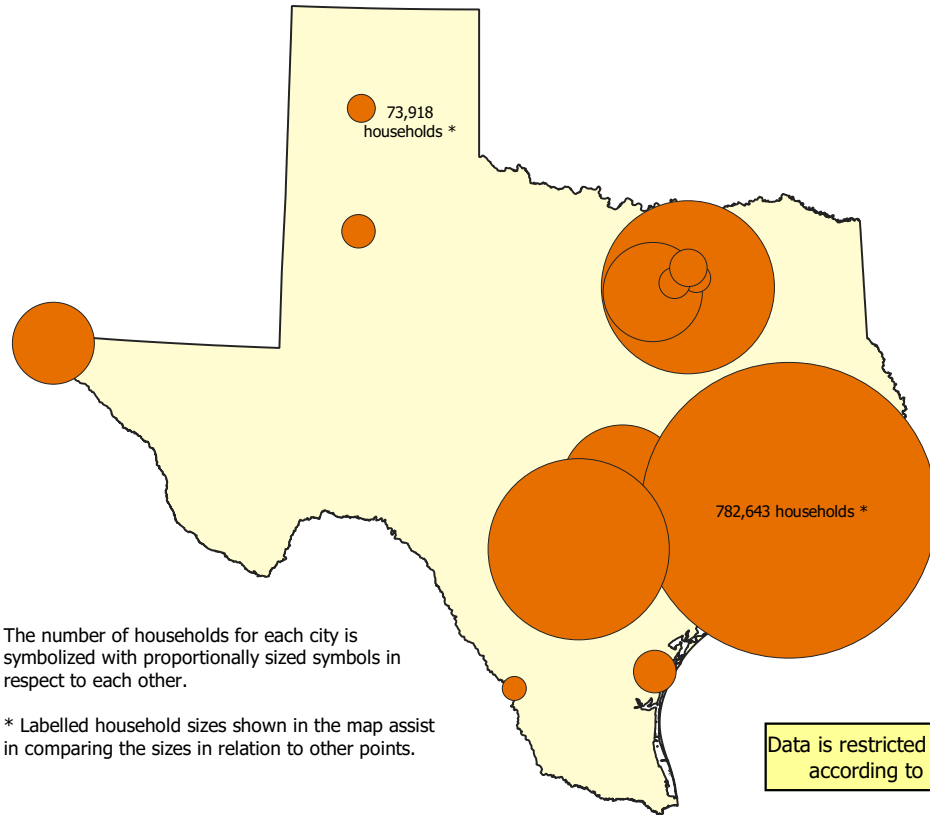 73,918
households *
782,643 households *
The number of households for each city is
symbolized with proportionally sized symbols in
respect to each other.
* Labelled household sizes shown in the map assist
in comparing the sizes in relation to other points.
Data is restricted
according to